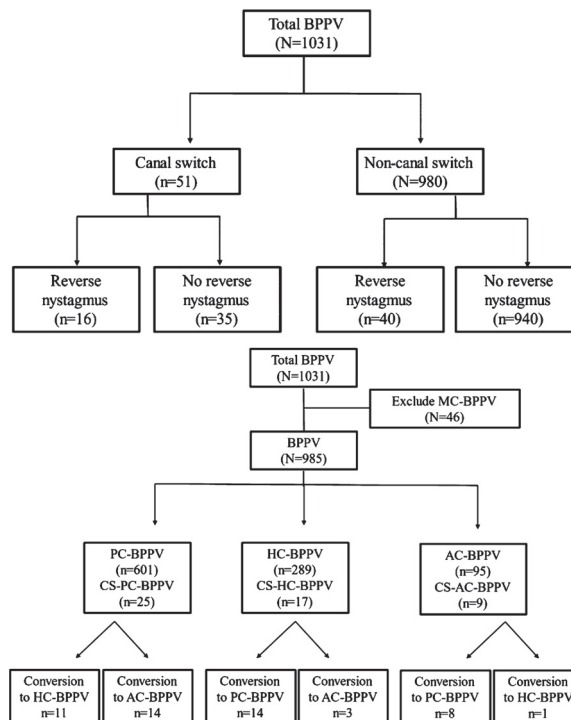 Total BPPV
(N=1031)
Canal switch
(n=51)
Non-canal switch
(N=980)
Reverse
nystagmus
(n=16)
No reverse
nystagmus
(n=35)
Reverse
nystagmus
(n=40)
No reverse
nystagmus
(n=940)
Total BPPV
(N=1031)
Exclude MC-BPPV
(N=46)
BPPV
(N=985)
PC-BPPV
(n=601)
CS-PC-BPPV
(n=25)
HC-BPPV
(n=289)
CS-HC-BPPV
(n=17)
AC-BPPV
(n=95)
CS-AC-BPPV
(n=9)
Conversion
to HC-BPPV
n=11
Conversion
to AC-BPPV
n=14
Conversion
to PC-BPPV
n=14
Conversion
to AC-BPPV
n=3
Conversion
to PC-BPPV
n=8
Conversion
to HC-BPPV
n=1